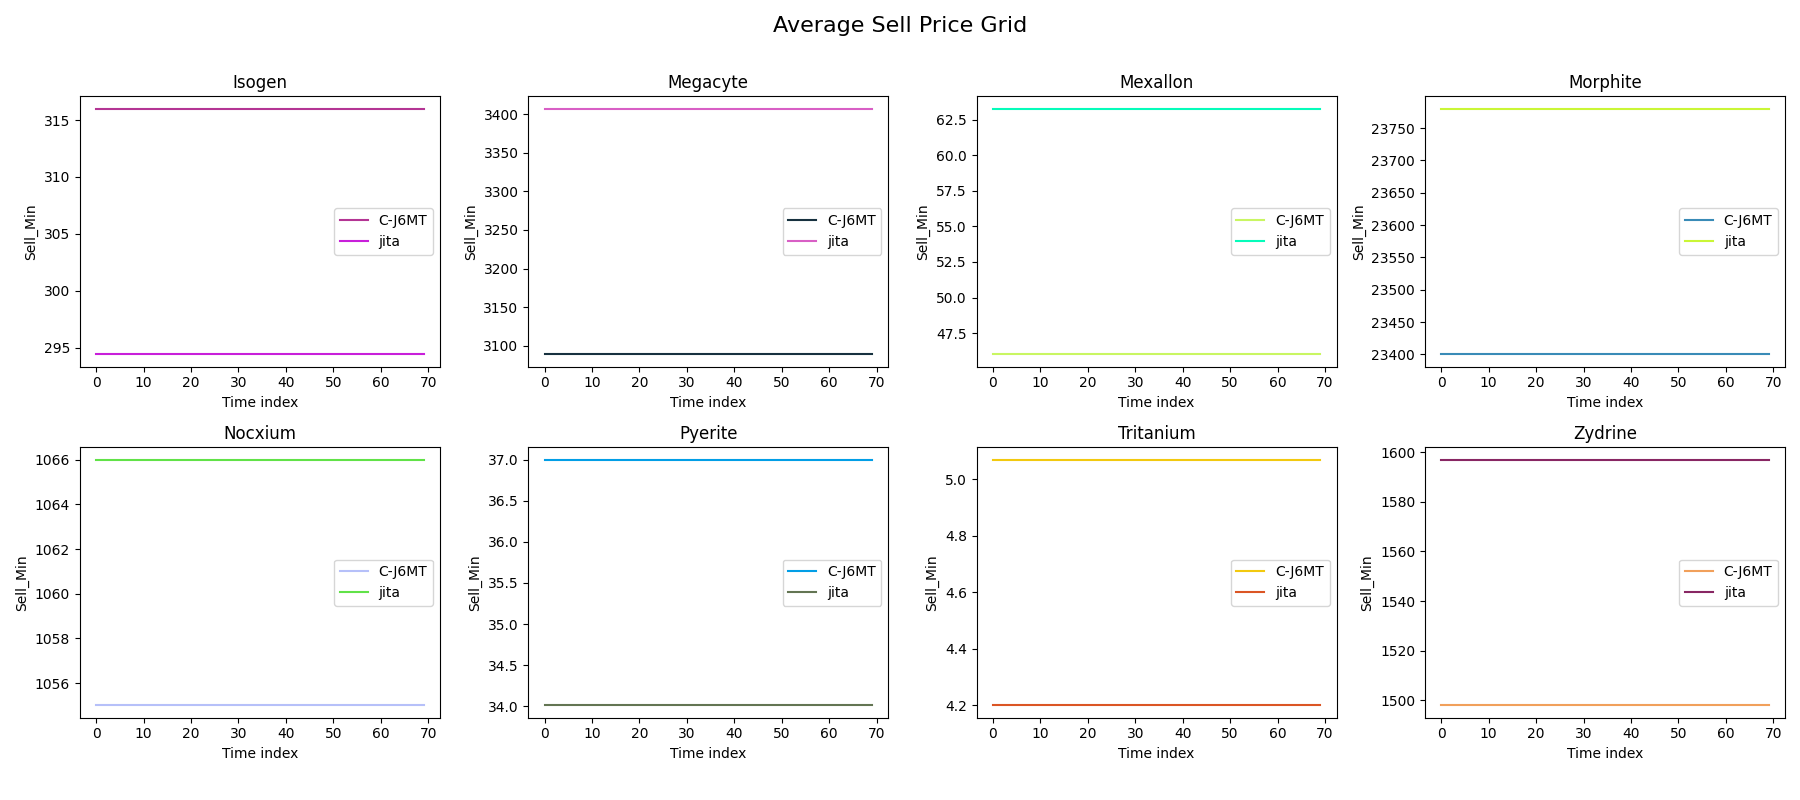 Average Sell Price Grid
Isogen
315
310
305
300
295
Sell_Min
C-J6MT
jita
0 10 20 30 40 50 60 70
Time index
Megacyte
3400
3350
3300
3250
3200
3150
3100
Sell_Min
C-J6MT
jita
0 10 20 30 40 50 60 70
Time index
Mexallon
62.5
60.0
57.5
55.0
52.5
50.0
47.5
Sell_Min
C-J6MT
jita
0 10 20 30 40 50 60 70
Time index
Morphite
23750
23700
23650
23600
23550
23500
23450
23400
Sell_Min
C-J6MT
jita
0 10 20 30 40 50 60 70
Time index
Nocxium
1066
1064
1062
1060
1058
1056
Sell_Min
C-J6MT
jita
0 10 20 30 40 50 60 70
Time index
Pyerite
37.0
36.5
36.0
35.5
35.0
34.5
34.0
Sell_Min
C-J6MT
jita
0 10 20 30 40 50 60 70
Time index
Tritanium
5.0
4.8
4.6
4.4
4.2
Sell_Min
C-J6MT
jita
0 10 20 30 40 50 60 70
Time index
Zydrine
1600
1580
1560
1540
1520
1500
Sell_Min
C-J6MT
jita
0 10 20 30 40 50 60 70
Time index